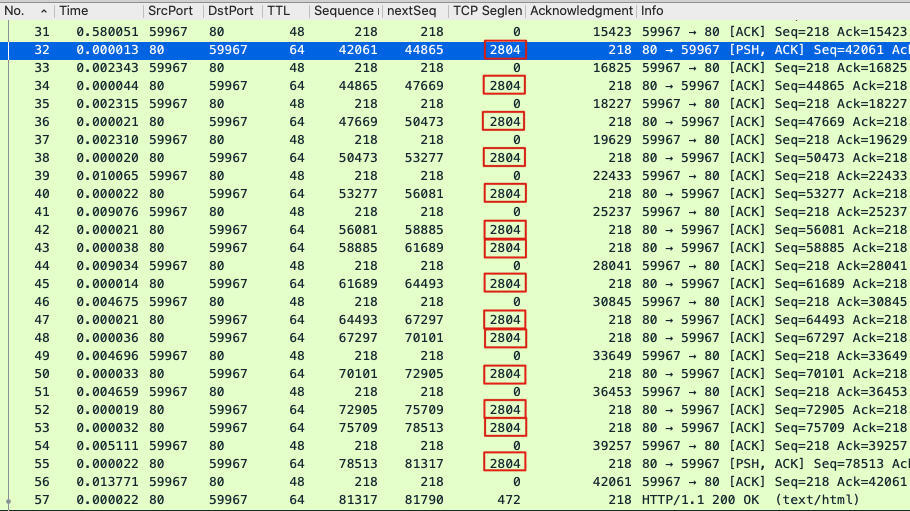 No. Time SrcPort DstPort TTL Sequence nextSeq TCP Seglen Acknowledgment Info
31 0.580051 59967 80 48 218 218 0 15423 59967 → 80 [ACK] Seq=218 Ack=15423
32 0.000013 80 59967 64 42061 44865 2804 218 80 → 59967 [PSH, ACK] Seq=42061 Ac
33 0.002343 59967 80 48 218 218 0 16825 59967 → 80 [ACK] Seq=218 Ack=16825
34 0.000044 80 59967 64 44865 47669 2804 218 80 → 59967 [ACK] Seq=44865 Ack=218
35 0.002315 59967 80 48 218 218 0 18227 59967 → 80 [ACK] Seq=218 Ack=18227
36 0.000021 80 59967 64 47669 50473 2804 218 80 → 59967 [ACK] Seq=47669 Ack=218
37 0.002310 59967 80 48 218 218 0 19629 59967 → 80 [ACK] Seq=218 Ack=19629
38 0.000020 80 59967 64 50473 53277 2804 218 80 → 59967 [ACK] Seq=50473 Ack=218
39 0.010065 59967 80 48 218 218 0 22433 59967 → 80 [ACK] Seq=218 Ack=22433
40 0.000022 80 59967 64 53277 56081 2804 218 80 → 59967 [ACK] Seq=53277 Ack=218
41 0.009076 59967 80 48 218 218 0 25237 59967 → 80 [ACK] Seq=218 Ack=25237
42 0.000021 80 59967 64 56081 58885 2804 218 80 → 59967 [ACK] Seq=56081 Ack=218
43 0.000038 80 59967 64 58885 61689 2804 218 80 → 59967 [ACK] Seq=58885 Ack=218
44 0.009034 59967 80 48 218 218 0 28041 59967 → 80 [ACK] Seq=218 Ack=28041
45 0.000014 80 59967 64 61689 64493 2804 218 80 → 59967 [ACK] Seq=61689 Ack=218
46 0.004675 59967 80 48 218 218 0 30845 59967 → 80 [ACK] Seq=218 Ack=30845
47 0.000021 80 59967 64 64493 67297 2804 218 80 → 59967 [ACK] Seq=64493 Ack=218
48 0.000036 80 59967 64 67297 70101 2804 218 80 → 59967 [ACK] Seq=67297 Ack=218
49 0.004696 59967 80 48 218 218 0 33649 59967 → 80 [ACK] Seq=218 Ack=33649
50 0.000033 80 59967 64 70101 72905 2804 218 80 → 59967 [ACK] Seq=70101 Ack=218
51 0.004659 59967 80 48 218 218 0 36453 59967 → 80 [ACK] Seq=218 Ack=36453
52 0.000019 80 59967 64 72905 75709 2804 218 80 → 59967 [ACK] Seq=72905 Ack=218
53 0.000032 80 59967 64 75709 78513 2804 218 80 → 59967 [ACK] Seq=75709 Ack=218
54 0.005111 59967 80 48 218 218 0 39257 59967 → 80 [ACK] Seq=218 Ack=39257
55 0.000022 80 59967 64 78513 81317 2804 218 80 → 59967 [PSH, ACK] Seq=78513 Ac
56 0.013771 59967 80 48 218 218 0 42061 59967 → 80 [ACK] Seq=218 Ack=42061
57 0.000022 80 59967 64 81317 81790 472 218 HTTP/1.1 200 OK (text/html)